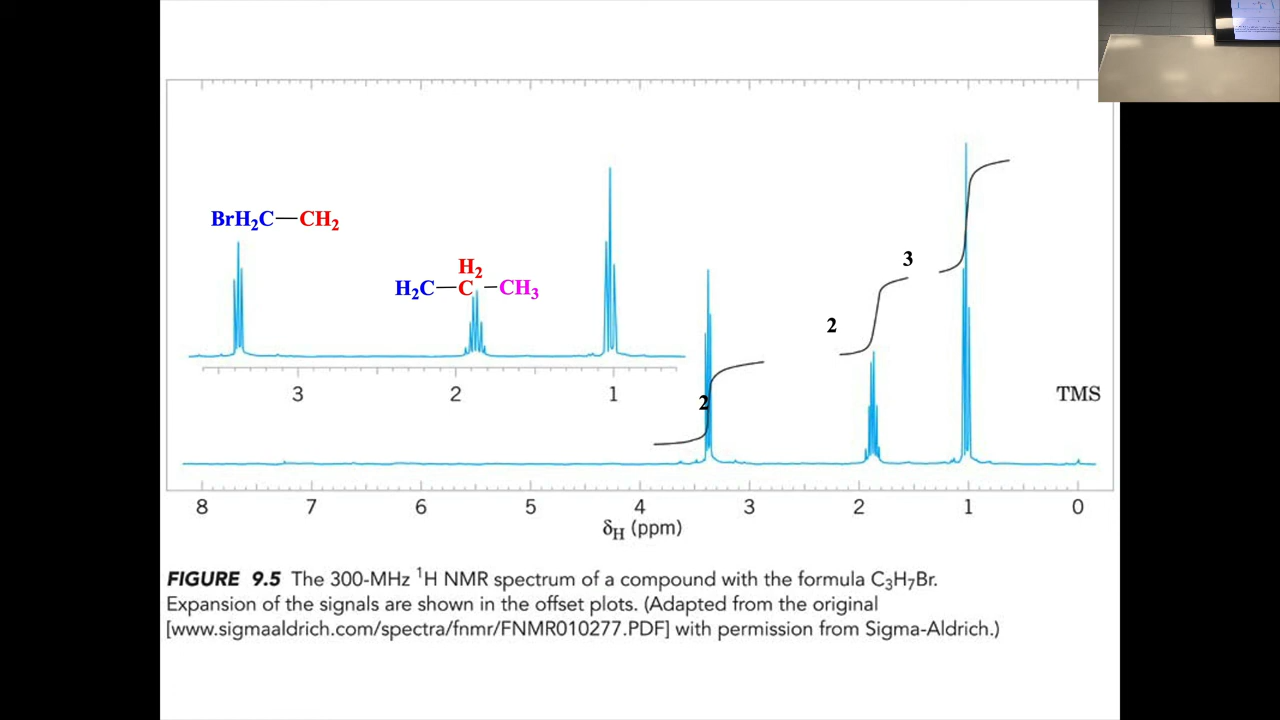 BrH₂C—CH₂
H₂
H₂C—C—CH₃
3
2
2
3 2 1
TMS
8 7 6 5 4 3 2 1 0
δH (ppm)
FIGURE 9.5 The 300-MHz ¹H NMR spectrum of a compound with the formula C₃H₇Br.
Expansion of the signals are shown in the offset plots. (Adapted from the original
[www.sigmaaldrich.com/spectra/fnmr/FNMR010277.PDF] with permission from Sigma-Aldrich.)